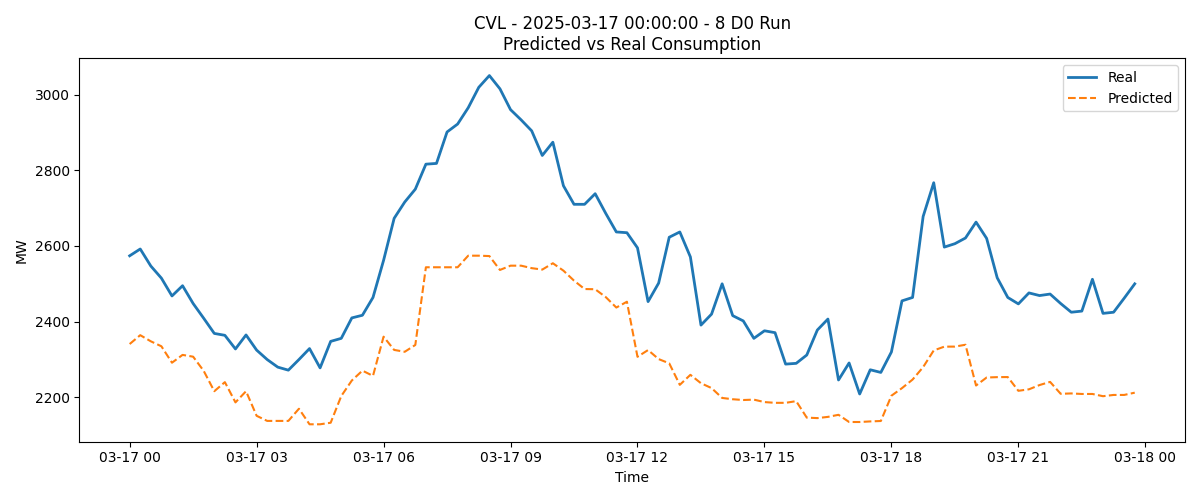 CVL - 2025-03-17 00:00:00 - 8 D0 Run
Predicted vs Real Consumption
Real
Predicted
MW
3000
2800
2600
2400
2200
03-17 00
03-17 03
03-17 06
03-17 09
03-17 12
03-17 15
03-17 18
03-17 21
03-18 00
Time